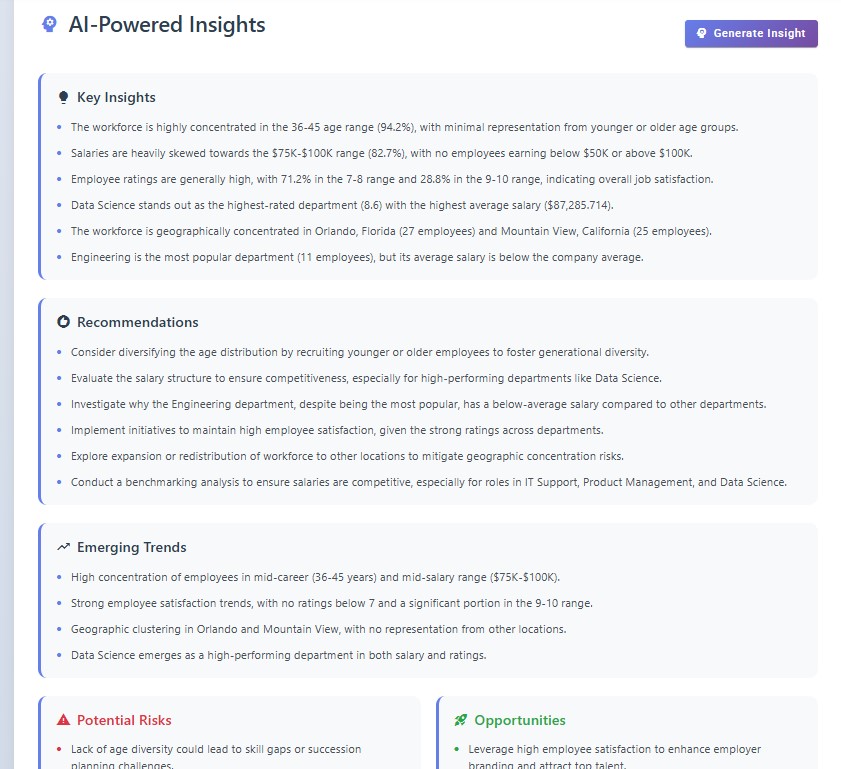 AI-Powered Insights
Generate Insight
Key Insights
The workforce is highly concentrated in the 36-45 age range (94.2%), with minimal representation from younger or older age groups.
Salaries are heavily skewed towards the $75K-$100K range (82.7%), with no employees earning below $50K or above $100K.
Employee ratings are generally high, with 71.2% in the 7-8 range and 28.8% in the 9-10 range, indicating overall job satisfaction.
Data Science stands out as the highest-rated department (8.6) with the highest average salary ($87,285.714).
The workforce is geographically concentrated in Orlando, Florida (27 employees) and Mountain View, California (25 employees).
Engineering is the most popular department (11 employees), but its average salary is below the company average.
Recommendations
Consider diversifying the age distribution by recruiting younger or older employees to foster generational diversity.
Evaluate the salary structure to ensure competitiveness, especially for high-performing departments like Data Science.
Investigate why the Engineering department, despite being the most popular, has a below-average salary compared to other departments.
Implement initiatives to maintain high employee satisfaction, given the strong ratings across departments.
Explore expansion or redistribution of workforce to other locations to mitigate geographic concentration risks.
Conduct a benchmarking analysis to ensure salaries are competitive, especially for roles in IT Support, Product Management, and Data Science.
Emerging Trends
High concentration of employees in mid-career (36-45 years) and mid-salary range ($75K-$100K).
Strong employee satisfaction trends, with no ratings below 7 and a significant portion in the 9-10 range.
Geographic clustering in Orlando and Mountain View, with no representation from other locations.
Data Science emerges as a high-performing department in both salary and ratings.
Potential Risks
Lack of age diversity could lead to skill gaps or succession
planning challenges.
Opportunities
Leverage high employee satisfaction to enhance employer
branding and attract top talent.